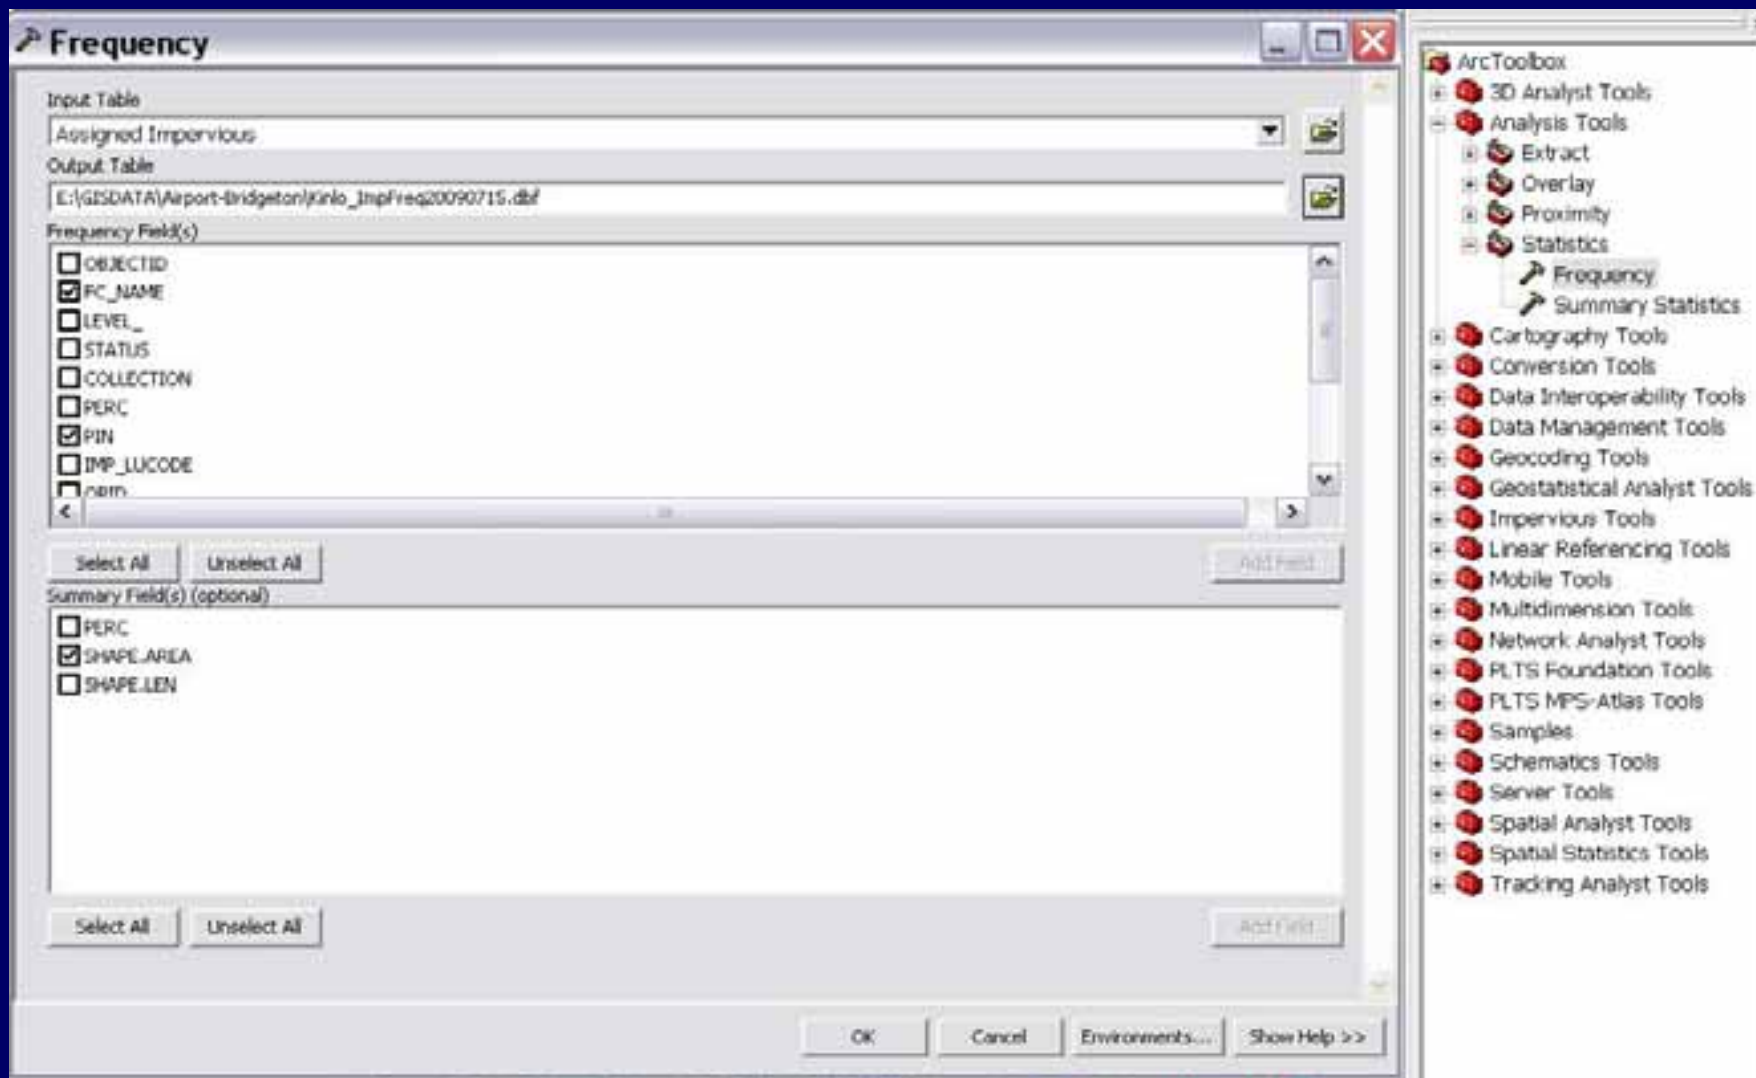 Frequency
Input Table
Assigned Impervious
Output Table
E:\GISDATA\Airport-Bridgeton\Kinlo_ImpFreq20090715.dbf
Frequency Field(s)
OBJECTID
FC_NAME
LEVEL_
STATUS
COLLECTION
PERC
PIN
IMP_LUCODE
Select All
Unselect All
Add Field
Summary Field(s) (optional)
PERC
SHAPE.AREA
SHAPE.LEN
Select All
Unselect All
Add Field
OK
Cancel
Environments...
Show Help >>
ArcToolbox
3D Analyst Tools
Analysis Tools
Extract
Overlay
Proximity
Statistics
Frequency
Summary Statistics
Cartography Tools
Conversion Tools
Data Interoperability Tools
Data Management Tools
Geocoding Tools
Geostatistical Analyst Tools
Impervious Tools
Linear Referencing Tools
Mobile Tools
Multidimension Tools
Network Analyst Tools
PLTS Foundation Tools
PLTS MPS-Atlas Tools
Samples
Schematics Tools
Server Tools
Spatial Analyst Tools
Spatial Statistics Tools
Tracking Analyst Tools